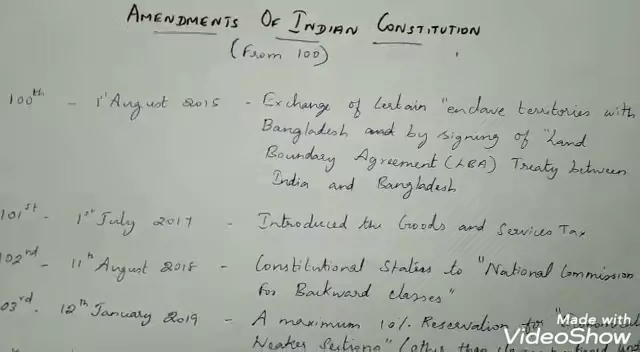 AMENDMENTS OF INDIAN CONSTITUTION
(From 100)
100th - 1st August 2015 - Exchange of certain "enclave territories with
Bangladesh and by signing of "Land
Boundary Agreement (LBA) Treaty between
India and Bangladesh
101st - 1st July 2017 - Introduced the Goods and Services Tax
102nd - 11th August 2018 - Constitutional Staters to "National Commission
For Backward classes"
03rd - 12th January 2019 - A maximum 10% Reservation for
Weaker Sections" (other than
Made with
VideoShow